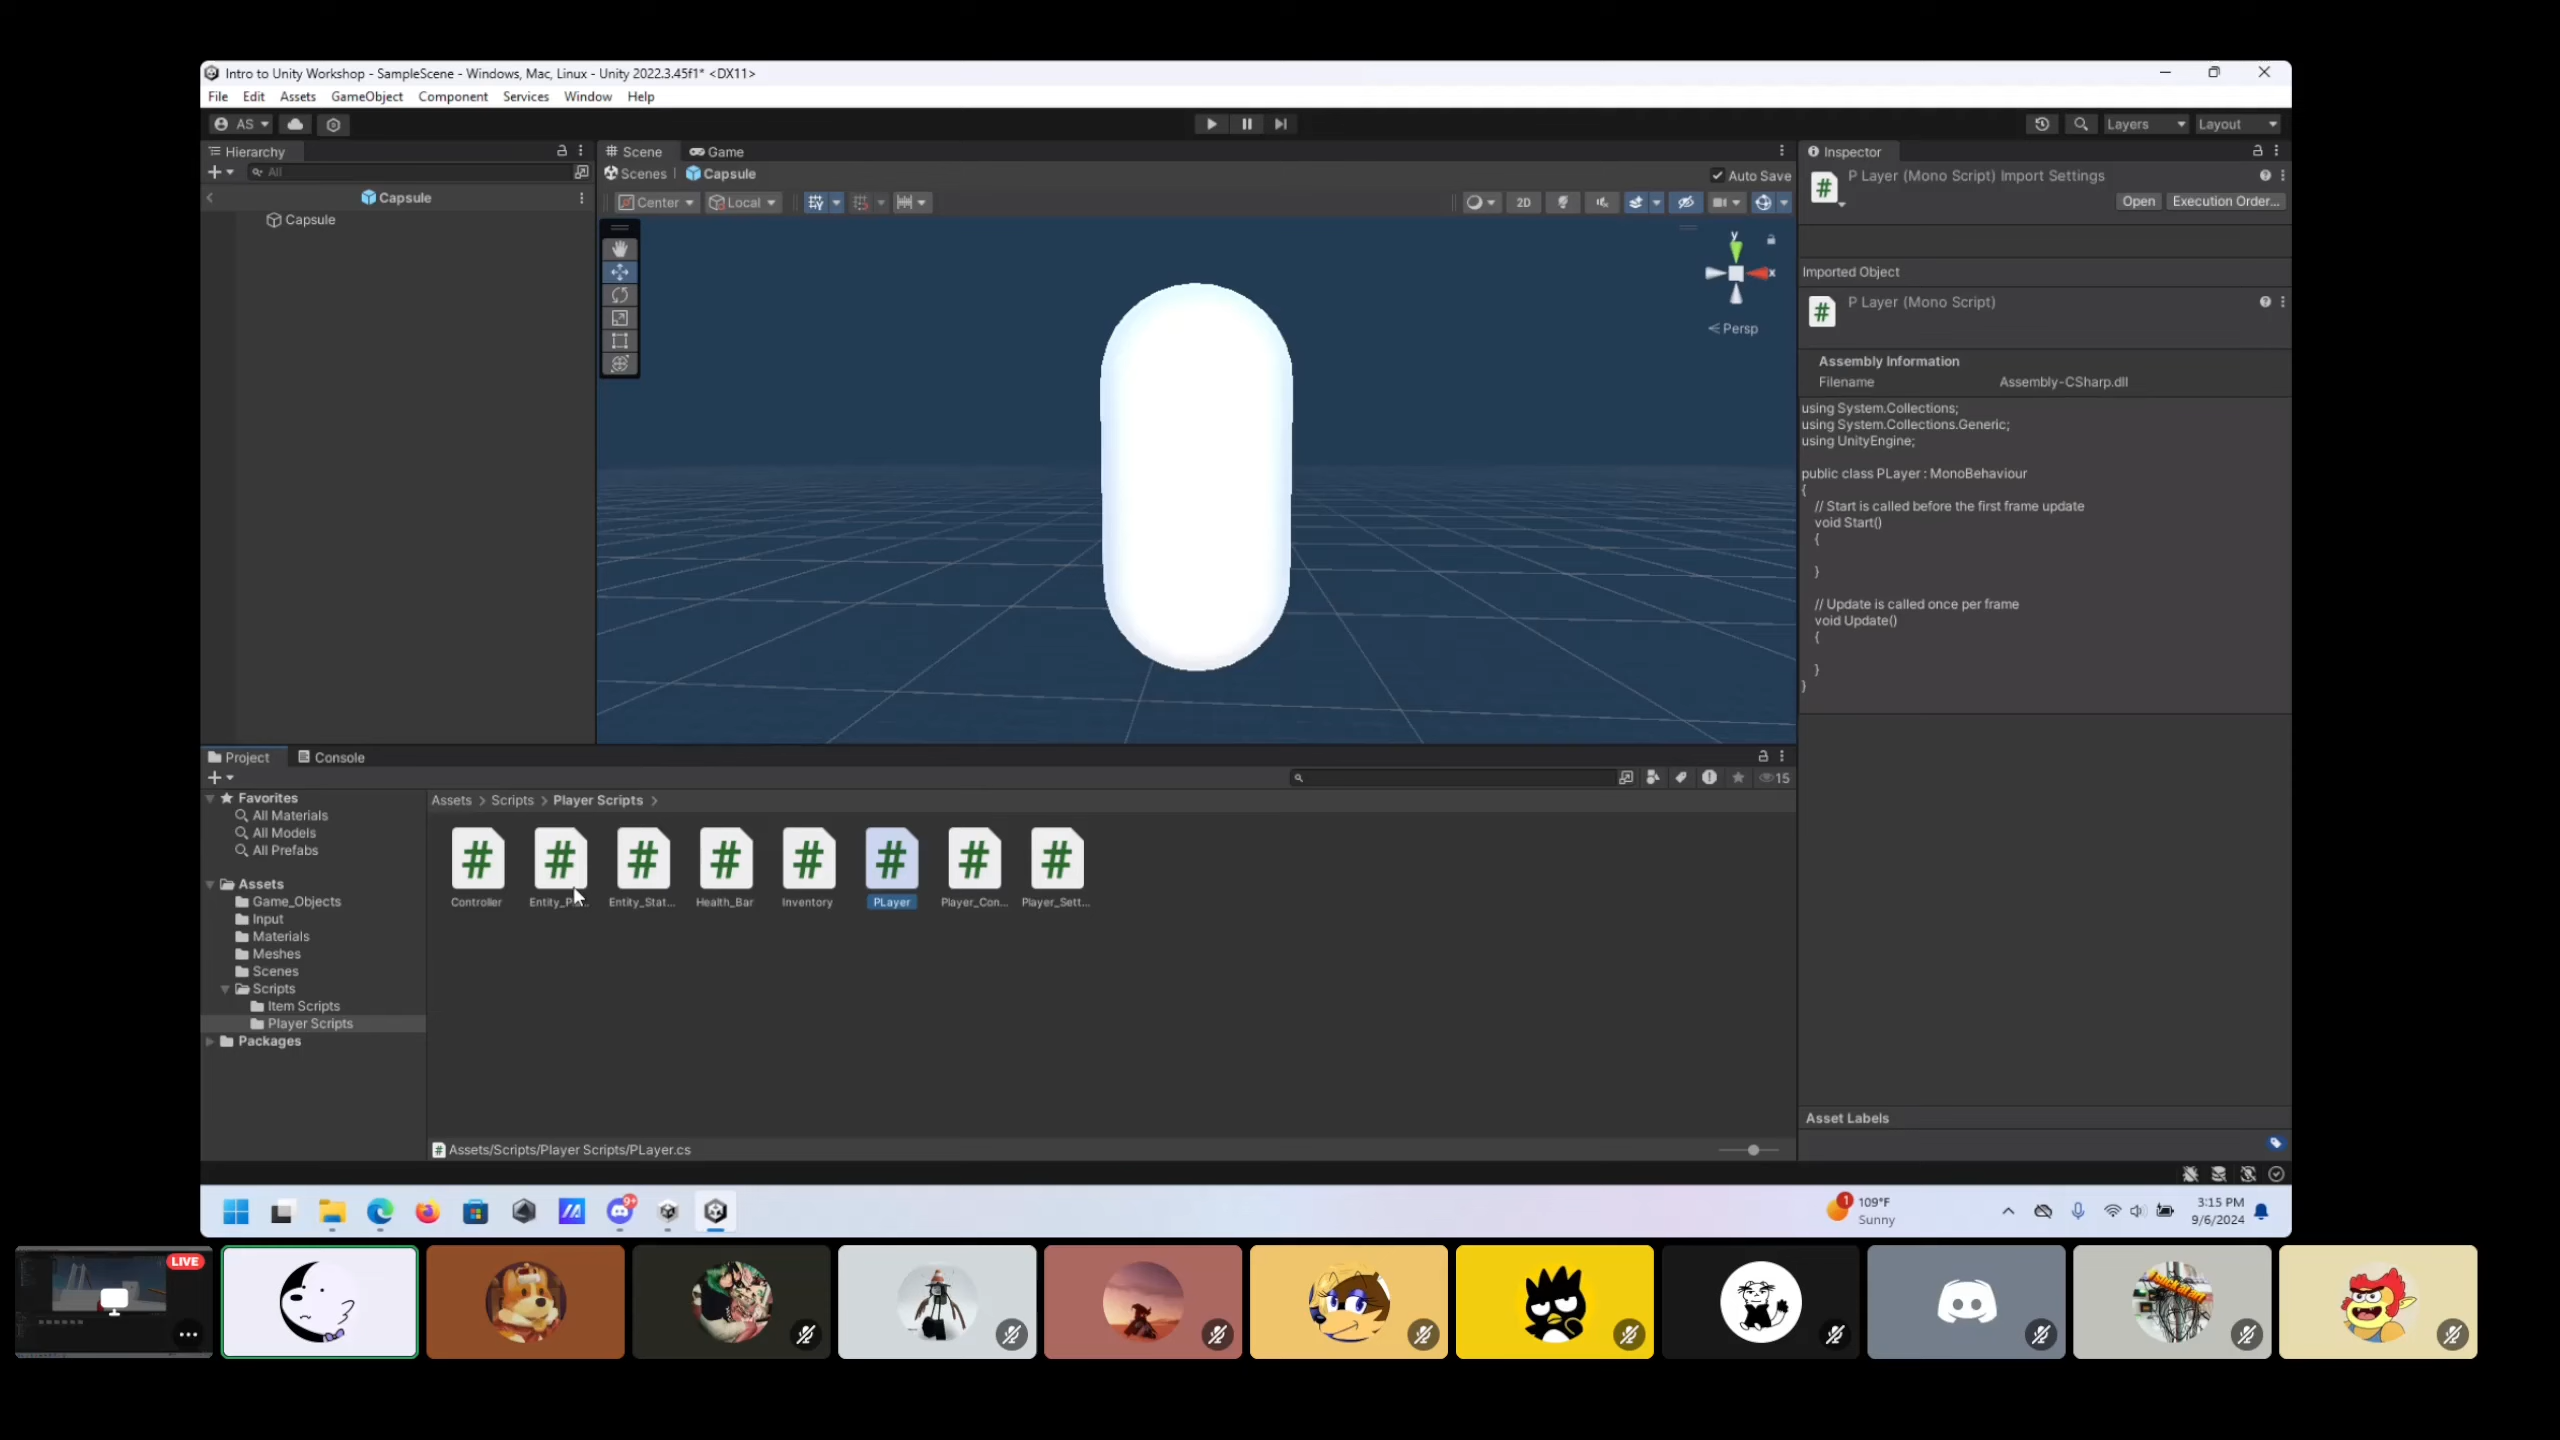 Intro to Unity Workshop - SampleScene - Windows, Mac, Linux - Unity 2022.3.45f1* <DX11>
File Edit Assets GameObject Component Services Window Help
AS
Layers Layout
Hierarchy
All
Capsule
Capsule
Scene Game
Scenes | Capsule
Auto Save
Center Local
2D
y
x
Persp
Inspector
P Layer (Mono Script) Import Settings
Open Execution Order...
Imported Object
P Layer (Mono Script)
Assembly Information
Filename Assembly-CSharp.dll
using System.Collections;
using System.Collections.Generic;
using UnityEngine;
public class PLayer : MonoBehaviour
{
// Start is called before the first frame update
void Start()
{
}
// Update is called once per frame
void Update()
{
}
}
Asset Labels
Project Console
15
Favorites
All Materials
All Models
All Prefabs
Assets
Game_Objects
Input
Materials
Meshes
Scenes
Scripts
Item Scripts
Player Scripts
Packages
Assets > Scripts > Player Scripts >
Controller Entity_Stat... Health_Bar Inventory PLayer Player_Con... Player_Sett...
Assets/Scripts/Player Scripts/PLayer.cs
9+
1
109°F
Sunny
3:15 PM
9/6/2024
LIVE